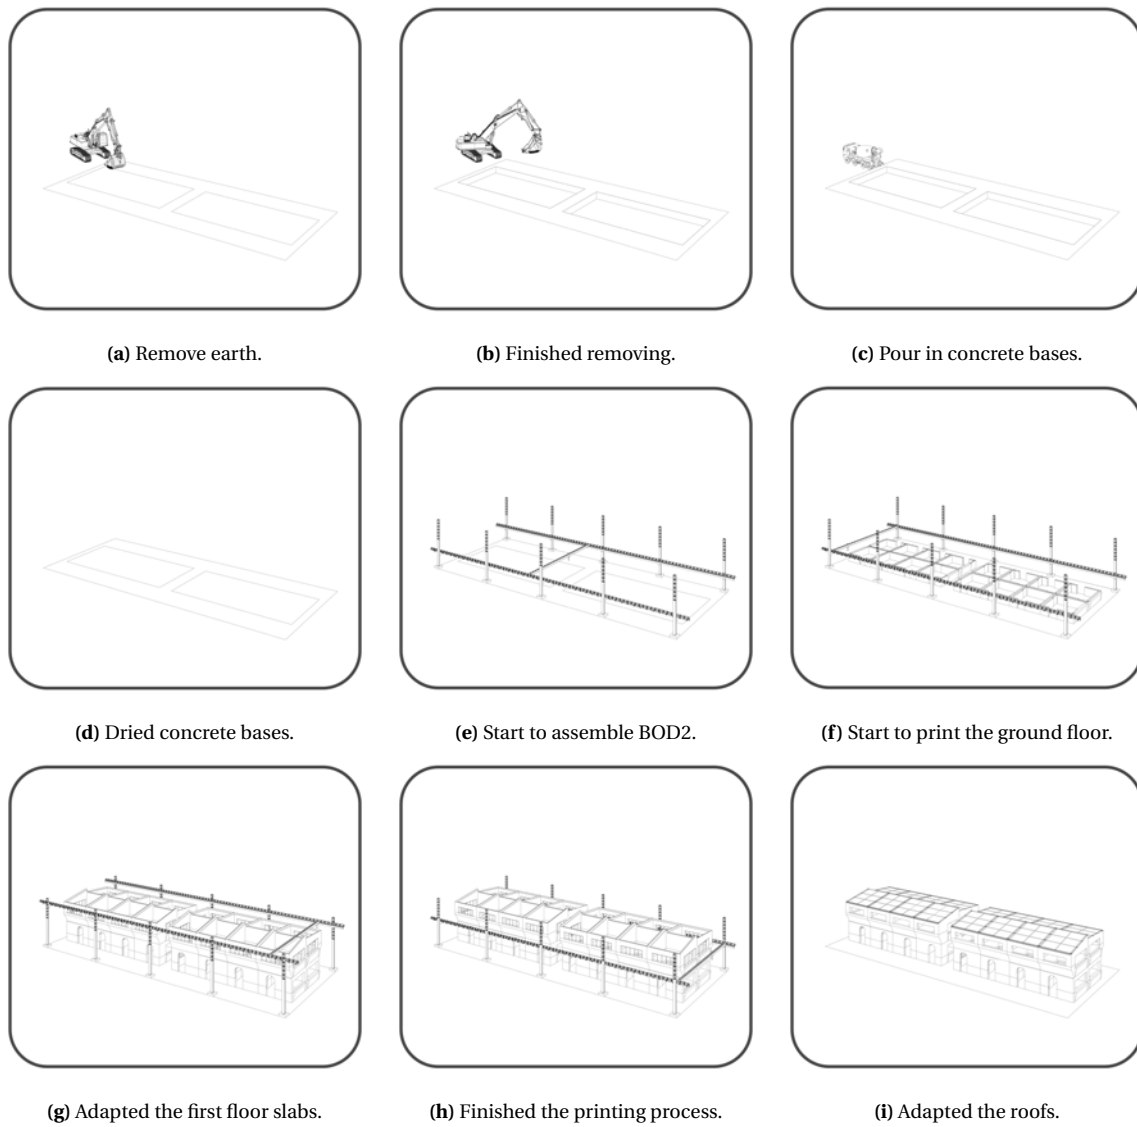 (a) Remove earth.
(b) Finished removing.
(c) Pour in concrete bases.
(d) Dried concrete bases.
(e) Start to assemble BOD2.
(f) Start to print the ground floor.
(g) Adapted the first floor slabs.
(h) Finished the printing process.
(i) Adapted the roofs.